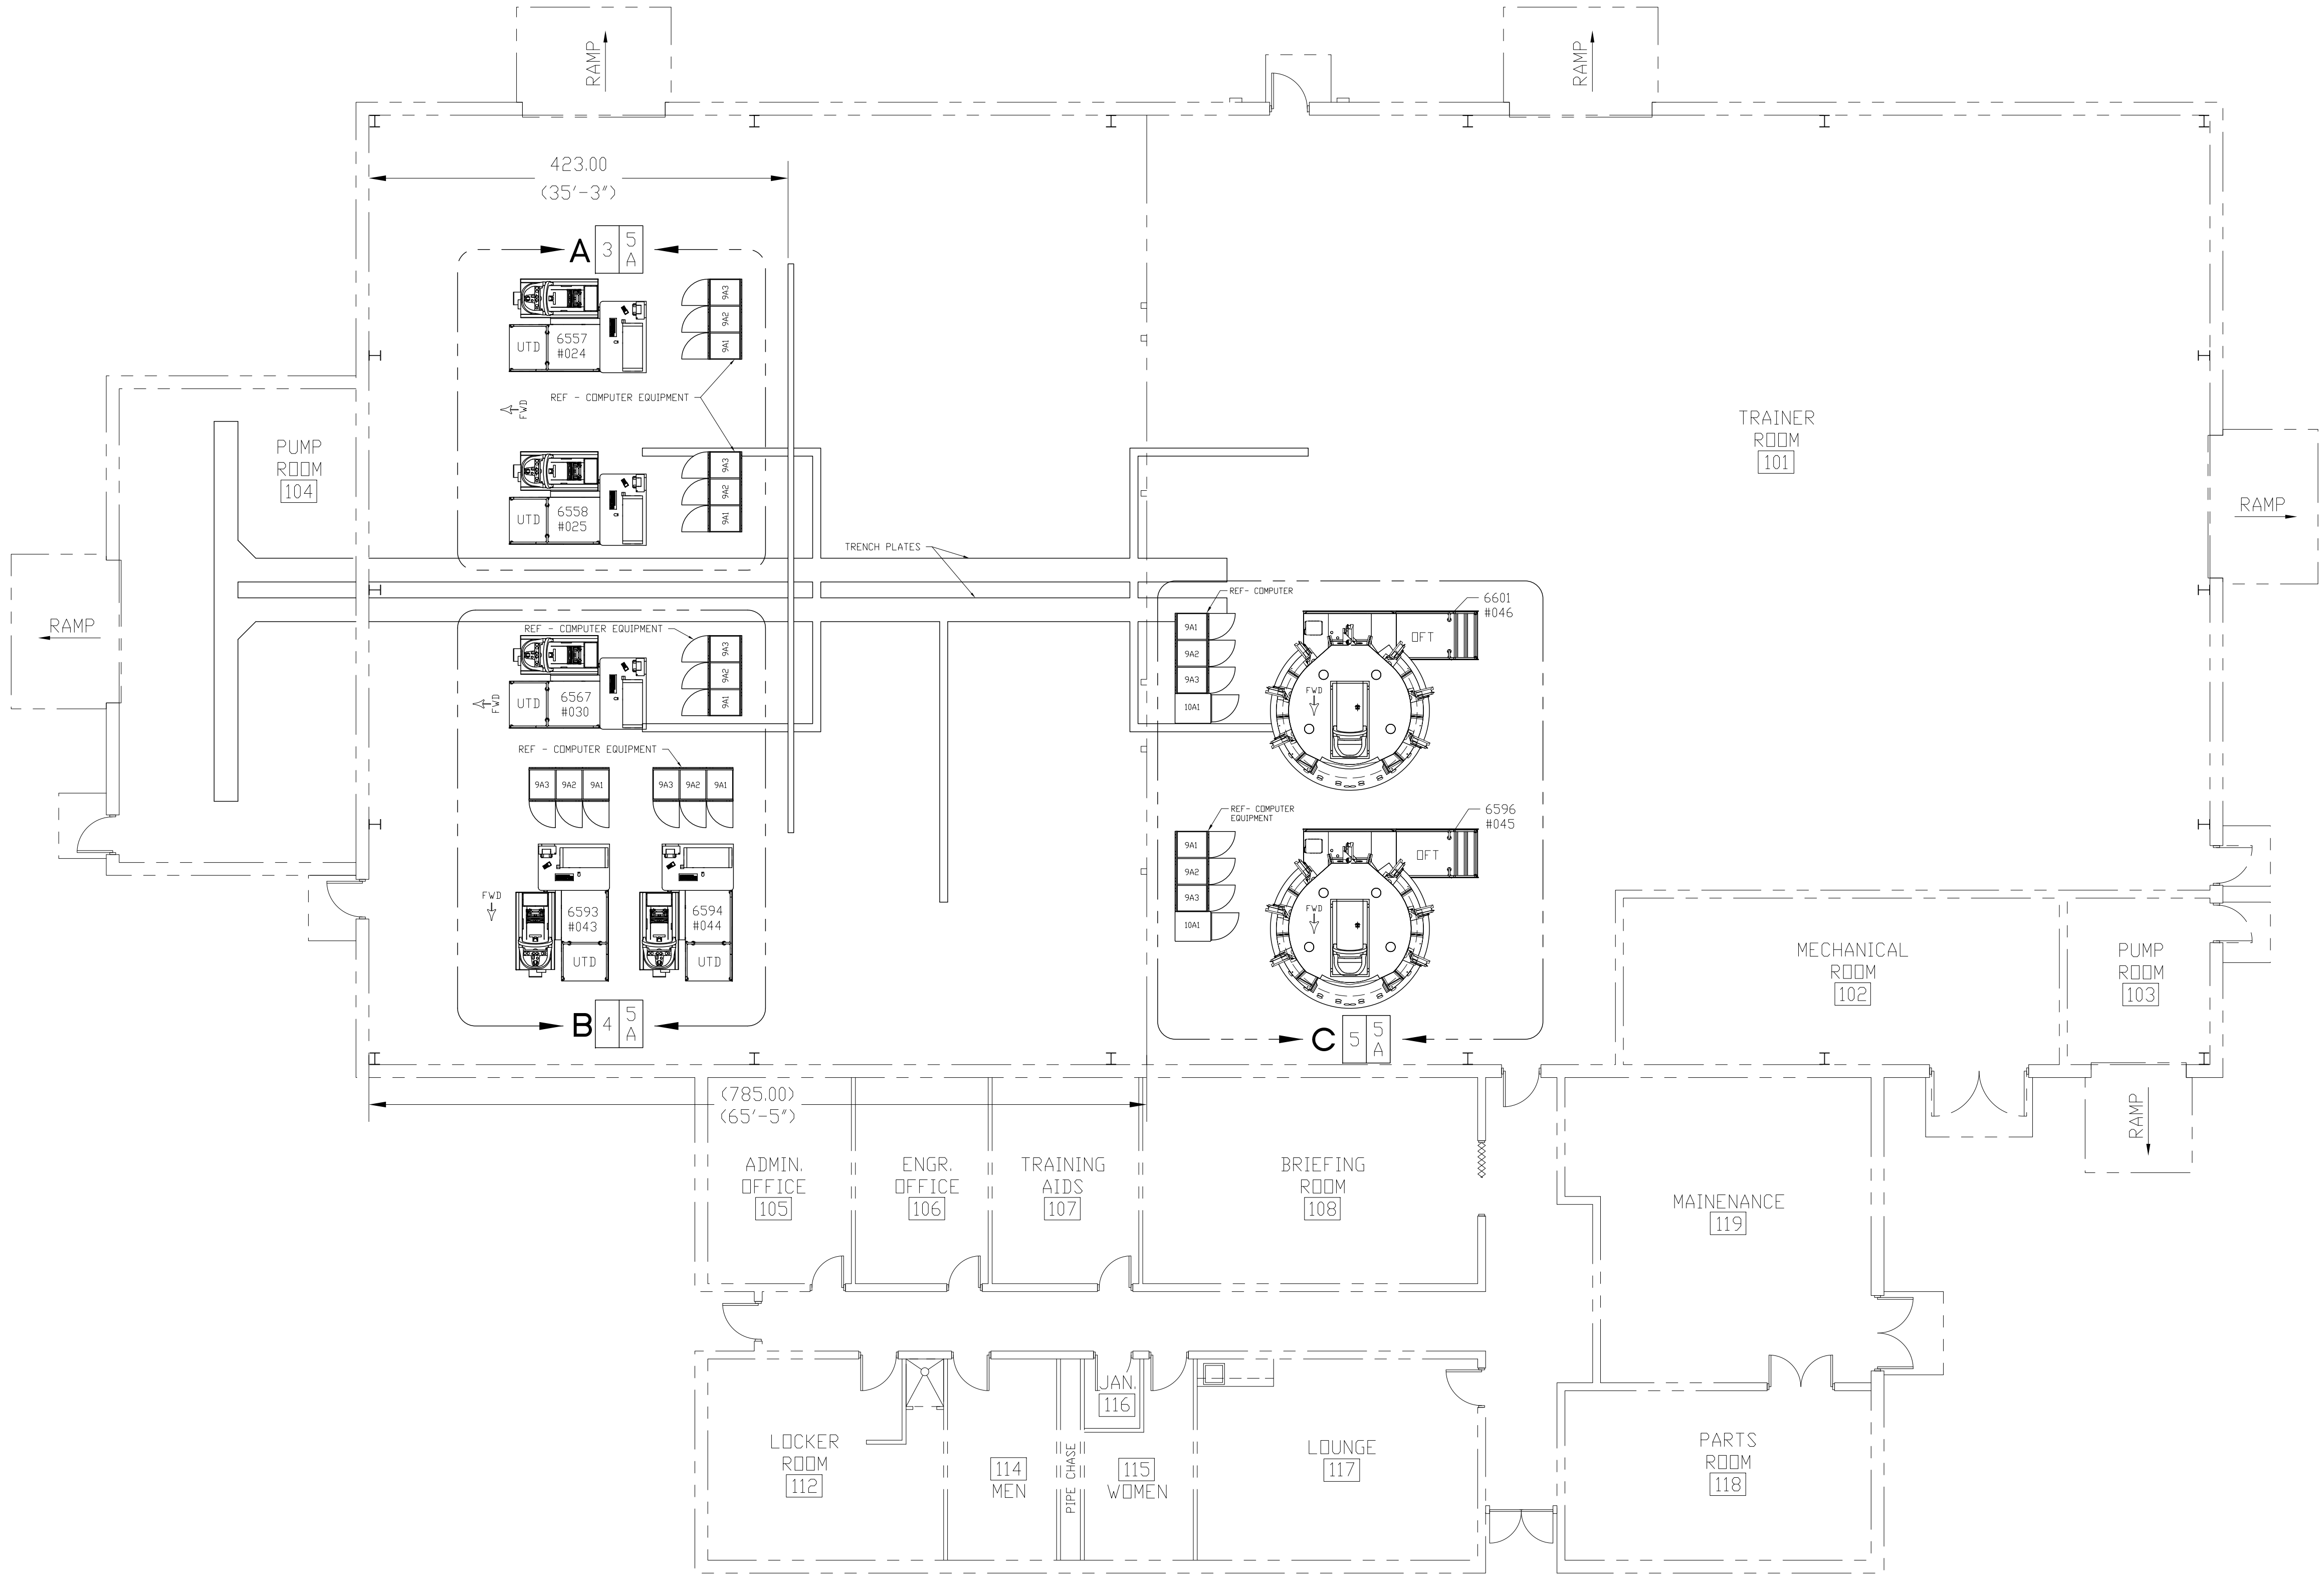 RAMP
RAMP
423.00
(35'-3")
A
3
5
A
9A3
9A2
9A1
UTD
6557
#024
REF - COMPUTER EQUIPMENT
FWD
TRAINER
ROOM
101
PUMP
ROOM
104
9A3
9A2
9A1
UTD
6558
#025
RAMP
TRENCH PLATES
REF- COMPUTER
6601
#046
RAMP
REF - COMPUTER EQUIPMENT
9A3
9A2
9A1
UTD
6567
#030
FWD
9A1
9A2
9A3
10A1
OFT
FWD
REF - COMPUTER EQUIPMENT
9A3
9A2
9A1
9A3
9A2
9A1
REF- COMPUTER
EQUIPMENT
6596
#045
9A1
9A2
9A3
10A1
OFT
FWD
FWD
6593
#043
UTD
6594
#044
UTD
MECHANICAL
ROOM
102
PUMP
ROOM
103
B
4
5
A
C
5
5
A
(785.00)
(65'-5")
RAMP
ADMIN.
OFFICE
105
ENGR.
OFFICE
106
TRAINING
AIDS
107
BRIEFING
ROOM
108
MAINENANCE
119
JAN.
116
LOCKER
ROOM
112
114
MEN
PIPE CHASE
115
WOMEN
LOUNGE
117
PARTS
ROOM
118